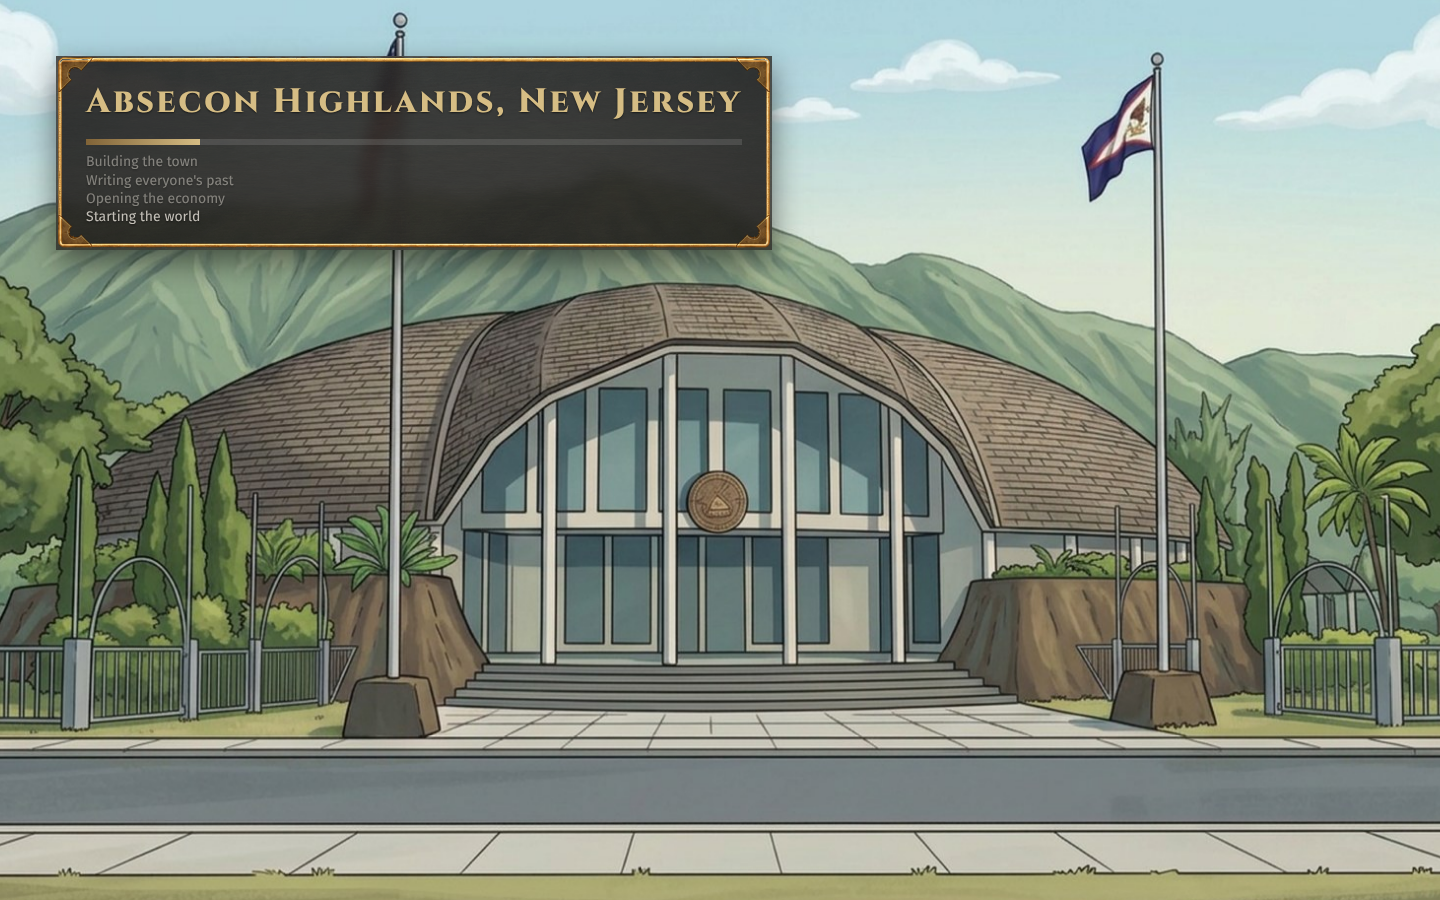 Absecon Highlands, New Jersey
Building the town
Writing everyone's past
Opening the economy
Starting the world